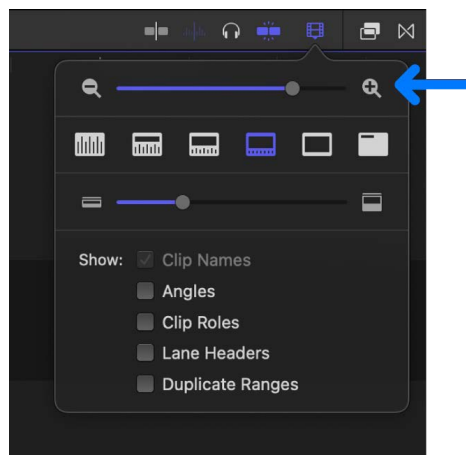 Show: Clip Names
Angles
Clip Roles
Lane Headers
Duplicate Ranges